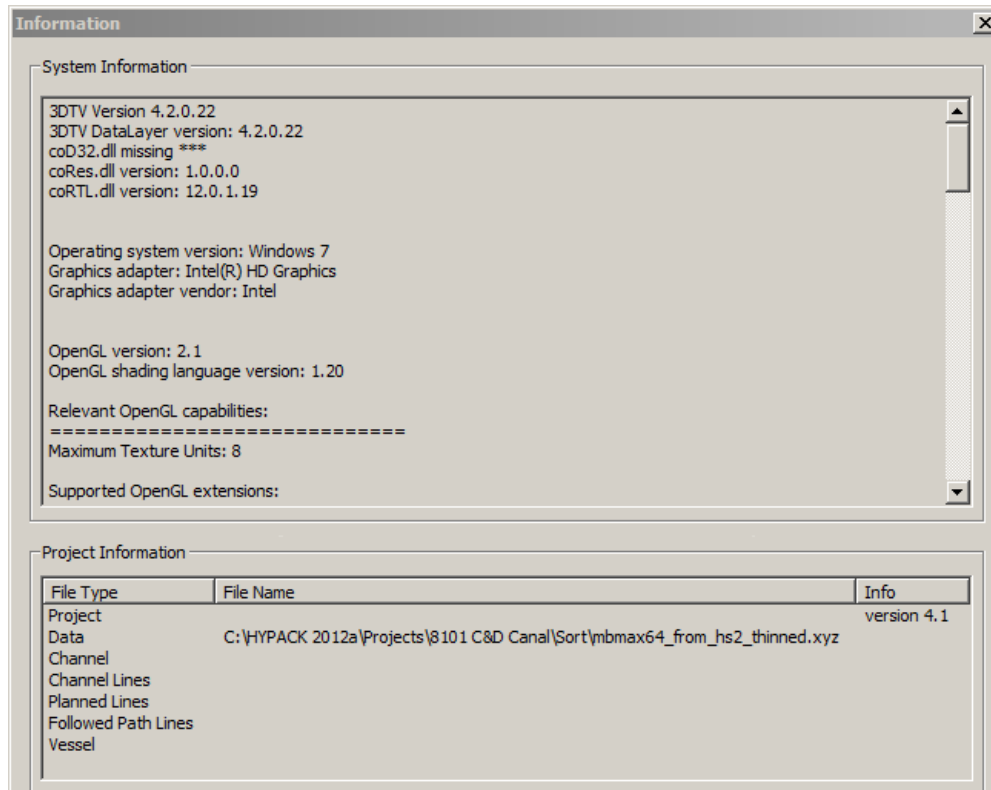 Information
System Information
3DTV Version 4.2.0.22
3DTV DataLayer version: 4.2.0.22
coD32.dll missing ***
coRes.dll version: 1.0.0.0
coRTL.dll version: 12.0.1.19
Operating system version: Windows 7
Graphics adapter: Intel(R) HD Graphics
Graphics adapter vendor: Intel
OpenGL version: 2.1
OpenGL shading language version: 1.20
Relevant OpenGL capabilities:
=============================
Maximum Texture Units: 8
Supported OpenGL extensions:
Project Information
File Type File Name Info
Project version 4.1
Data C:\HYPACK 2012a\Projects\8101 C&D Canal\Sort\mbmax64_from_hs2_thinned.xyz
Channel
Channel Lines
Planned Lines
Followed Path Lines
Vessel